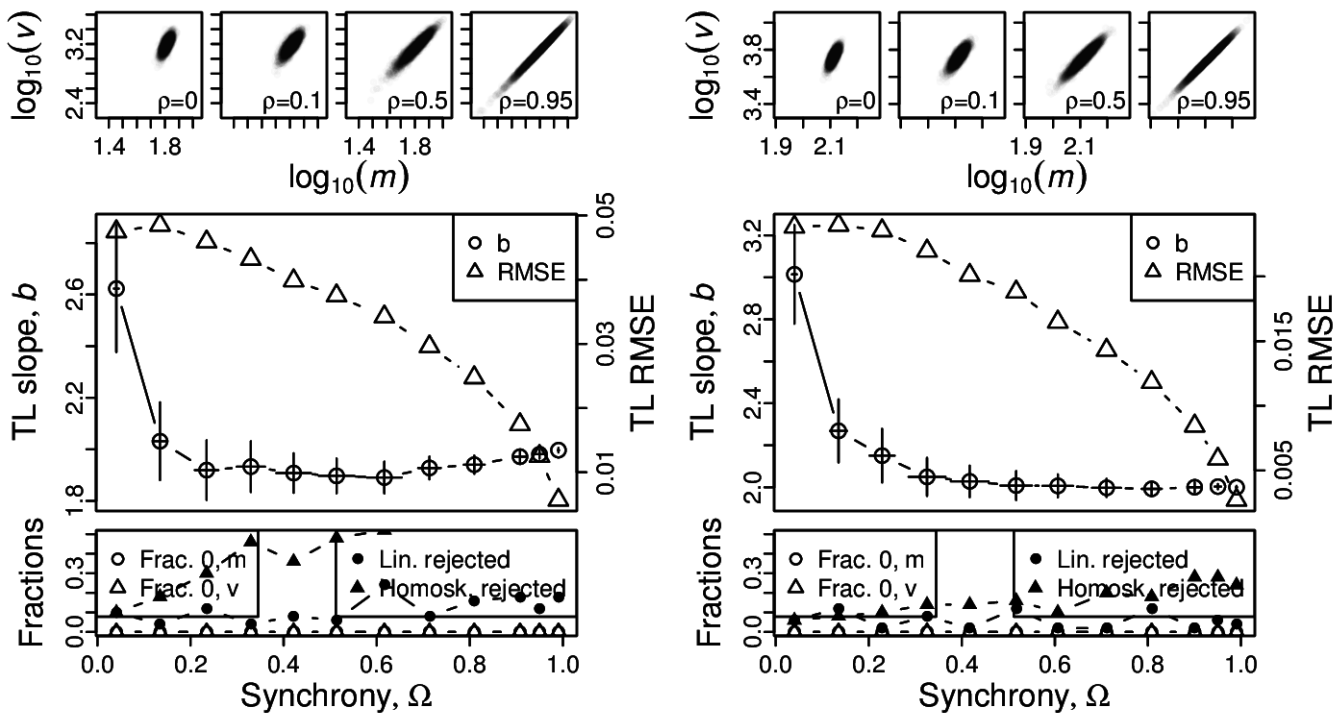 log10(v)
3.2
2.4
ρ=0
ρ=0.1
ρ=0.5
ρ=0.95
1.4
1.8
1.4
1.8
log10(m)
TL slope, b
2.6
2.2
1.8
b
RMSE
0.05
0.03
0.01
TL RMSE
Fractions
0.3
0.0
Frac. 0, m
Frac. 0, v
Lin. rejected
Homosk. rejected
0.0
0.2
0.4
0.6
0.8
1.0
Synchrony, Ω
log10(v)
3.8
3.4
ρ=0
ρ=0.1
ρ=0.5
ρ=0.95
1.9
2.1
1.9
2.1
log10(m)
TL slope, b
3.2
2.8
2.4
2.0
b
RMSE
0.015
0.005
TL RMSE
Fractions
0.3
0.0
Frac. 0, m
Frac. 0, v
Lin. rejected
Homosk. rejected
0.0
0.2
0.4
0.6
0.8
1.0
Synchrony, Ω